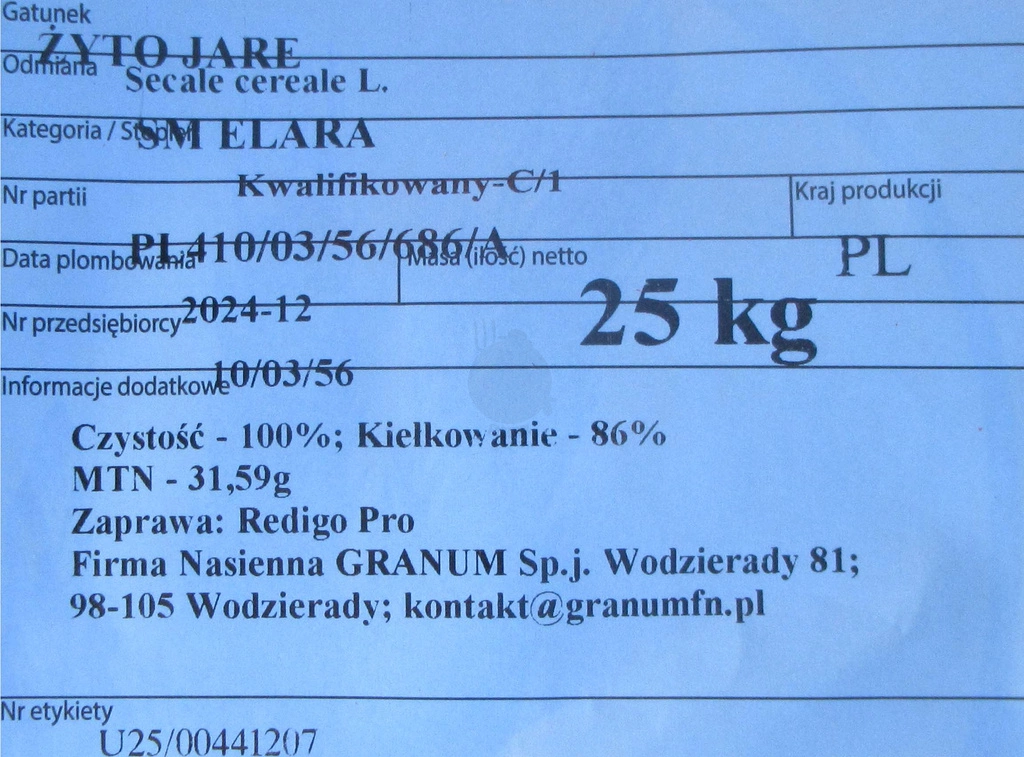 Gatunek
ŻYTO JARE
Odmiana
Secale cereale L.
Kategoria / Stopień
SM ELARA
Kwalifikowany-C/1
Nr partii
Kraj produkcji
PL410/03/56/686/A
PL
Data plombowania
Masa (ilość) netto
2024-12
25 kg
Nr przedsiębiorcy
10/03/56
Informacje dodatkowe
Czystość - 100%; Kiełkowanie - 86%
MTN - 31,59g
Zaprawa: Redigo Pro
Firma Nasienna GRANUM Sp.j. Wodzierady 81;
98-105 Wodzierady; kontakt@granumfn.pl
Nr etykiety
U25/00441207